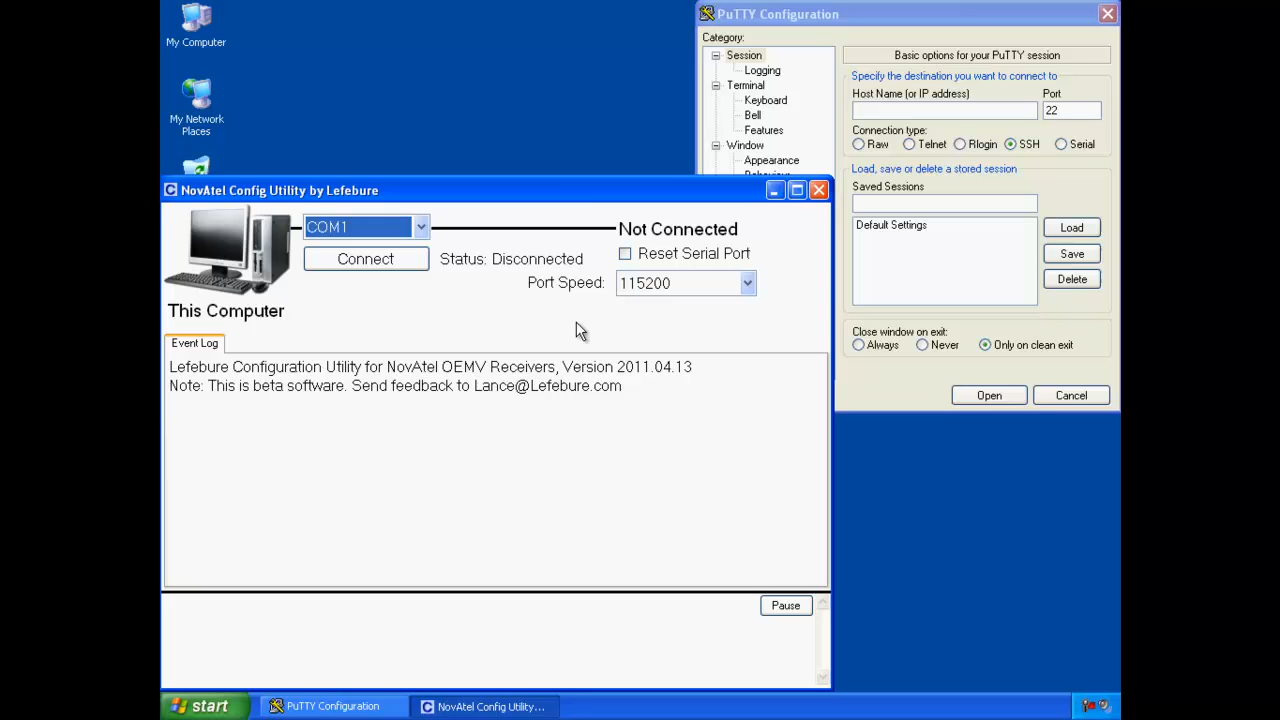 My Computer
My Network
Places
PuTTY Configuration
Category:
Session
Logging
Terminal
Keyboard
Bell
Features
Window
Appearance
Basic options for your PuTTY session
Specify the destination you want to connect to
Host Name (or IP address)
Port
22
Connection type:
Raw
Telnet
Rlogin
SSH
Serial
Load, save or delete a stored session
Saved Sessions
Default Settings
Load
Save
Delete
Close window on exit:
Always
Never
Only on clean exit
Open
Cancel
NovAtel Config Utility by Lefebure
COM1
Not Connected
Connect
Status: Disconnected
Reset Serial Port
Port Speed:
115200
This Computer
Event Log
Lefebure Configuration Utility for NovAtel OEMV Receivers, Version 2011.04.13
Note: This is beta software. Send feedback to Lance@Lefebure.com
Pause
start
PuTTY Configuration
NovAtel Config Utility...